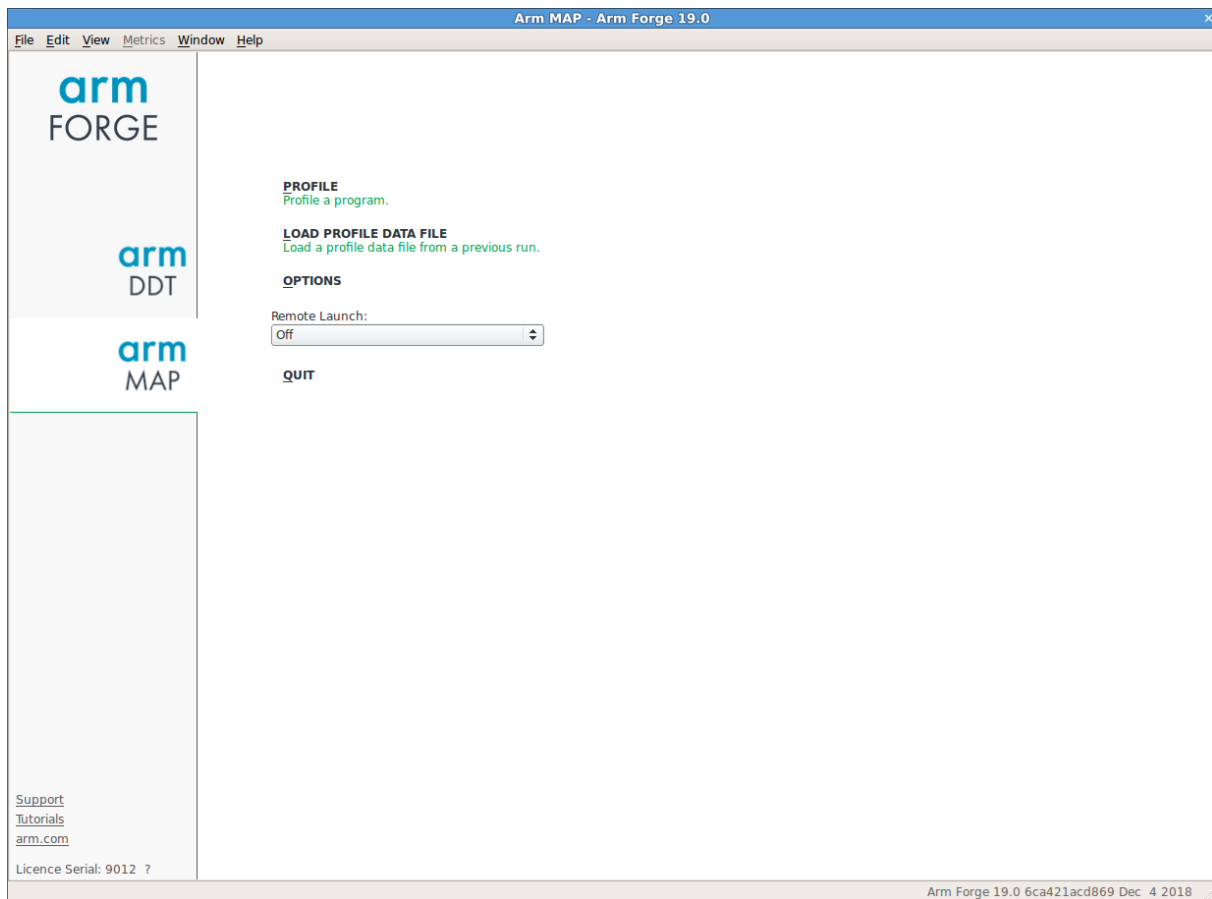 Arm MAP - Arm Forge 19.0
File Edit View Metrics Window Help
arm
FORGE
PROFILE
Profile a program.
LOAD PROFILE DATA FILE
Load a profile data file from a previous run.
arm
DDT
OPTIONS
Remote Launch:
Off
arm
MAP
QUIT
Support
Tutorials
arm.com
Licence Serial: 9012 ?
Arm Forge 19.0 6ca421acd869 Dec 4 2018